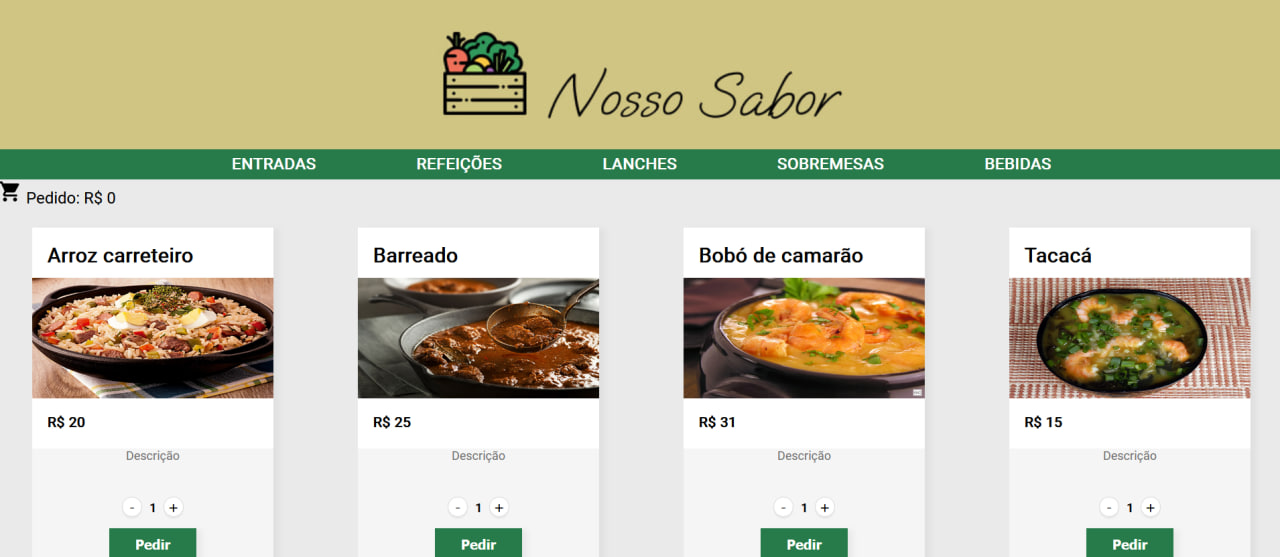 Nosso Sabor
ENTRADAS REFEIÇÕES LANCHES SOBREMESAS BEBIDAS
Pedido: R$ 0
Arroz carreteiro
Barreado
Bobó de camarão
Tacacá
R$ 20
R$ 25
R$ 31
R$ 15
Descrição
Descrição
Descrição
Descrição
- 1 +
- 1 +
- 1 +
- 1 +
Pedir
Pedir
Pedir
Pedir